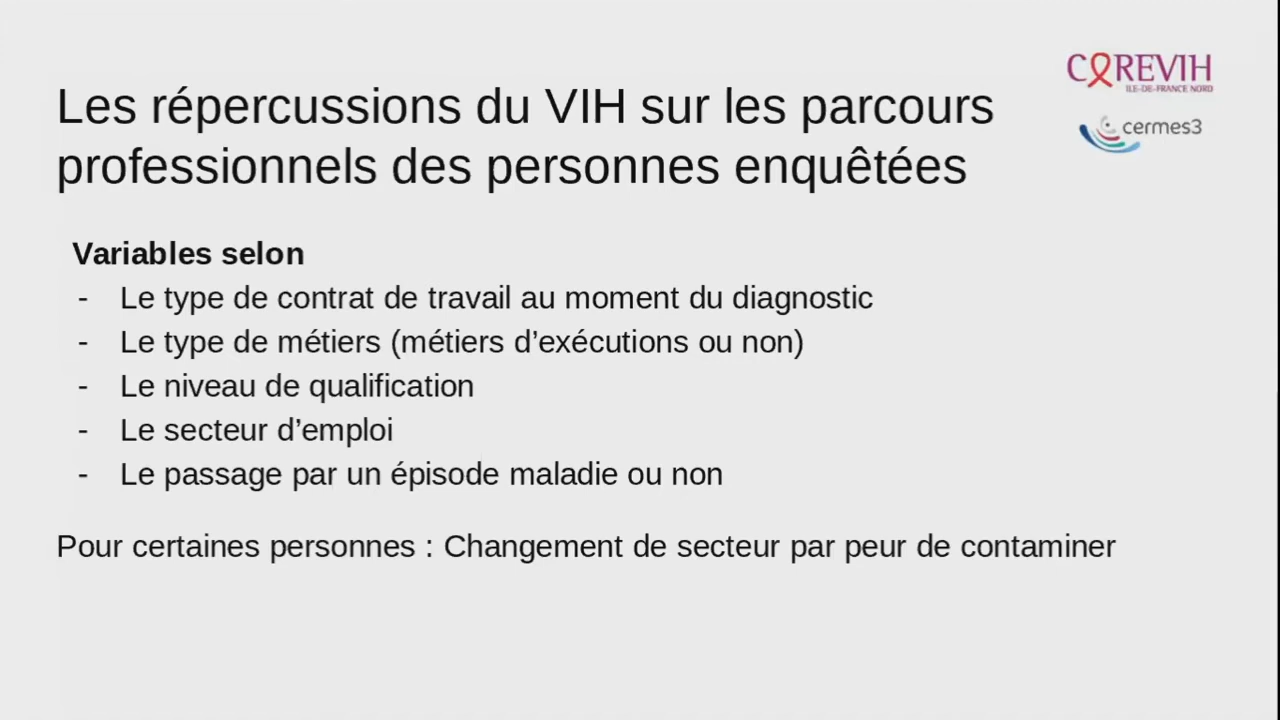 COREVIH
ILE-DE-FRANCE NORD
cermes3
Les répercussions du VIH sur les parcours
professionnels des personnes enquêtées
Variables selon
- Le type de contrat de travail au moment du diagnostic
- Le type de métiers (métiers d’exécutions ou non)
- Le niveau de qualification
- Le secteur d’emploi
- Le passage par un épisode maladie ou non
Pour certaines personnes : Changement de secteur par peur de contaminer